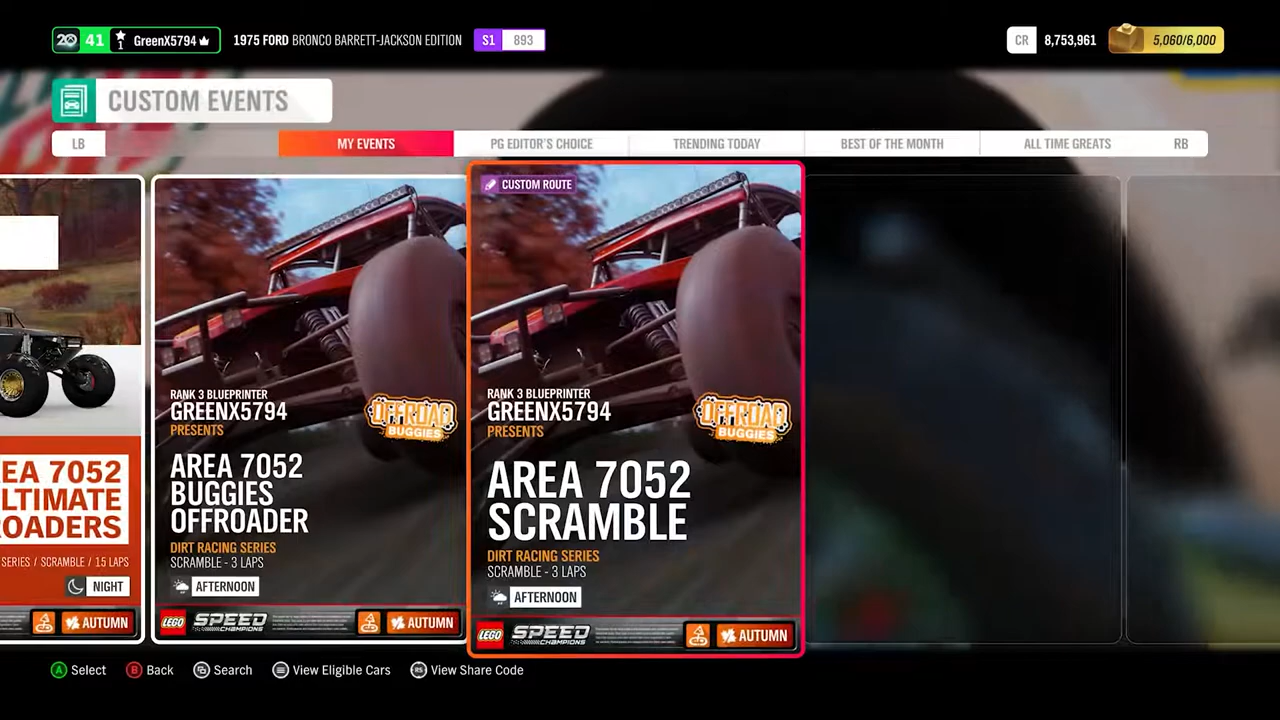 41 1 GreenX5794 1975 FORD BRONCO BARRETT-JACKSON EDITION S1 893 CR 8,753,961 5,060/6,000
CUSTOM EVENTS
LB MY EVENTS PG EDITOR'S CHOICE TRENDING TODAY BEST OF THE MONTH ALL TIME GREATS RB
EA 7052
LTIMATE
ROADERS
SERIES / SCRAMBLE / 15 LAPS
NIGHT
AUTUMN
RANK 3 BLUEPRINTER
GREENX5794
PRESENTS
OFFROAD
BUGGIES
AREA 7052
BUGGIES
OFFROADER
DIRT RACING SERIES
SCRAMBLE - 3 LAPS
AFTERNOON
LEGO SPEED CHAMPIONS AUTUMN
CUSTOM ROUTE
RANK 3 BLUEPRINTER
GREENX5794
PRESENTS
OFFROAD
BUGGIES
AREA 7052
SCRAMBLE
DIRT RACING SERIES
SCRAMBLE - 3 LAPS
AFTERNOON
LEGO SPEED CHAMPIONS AUTUMN
A Select B Back Search View Eligible Cars RS View Share Code